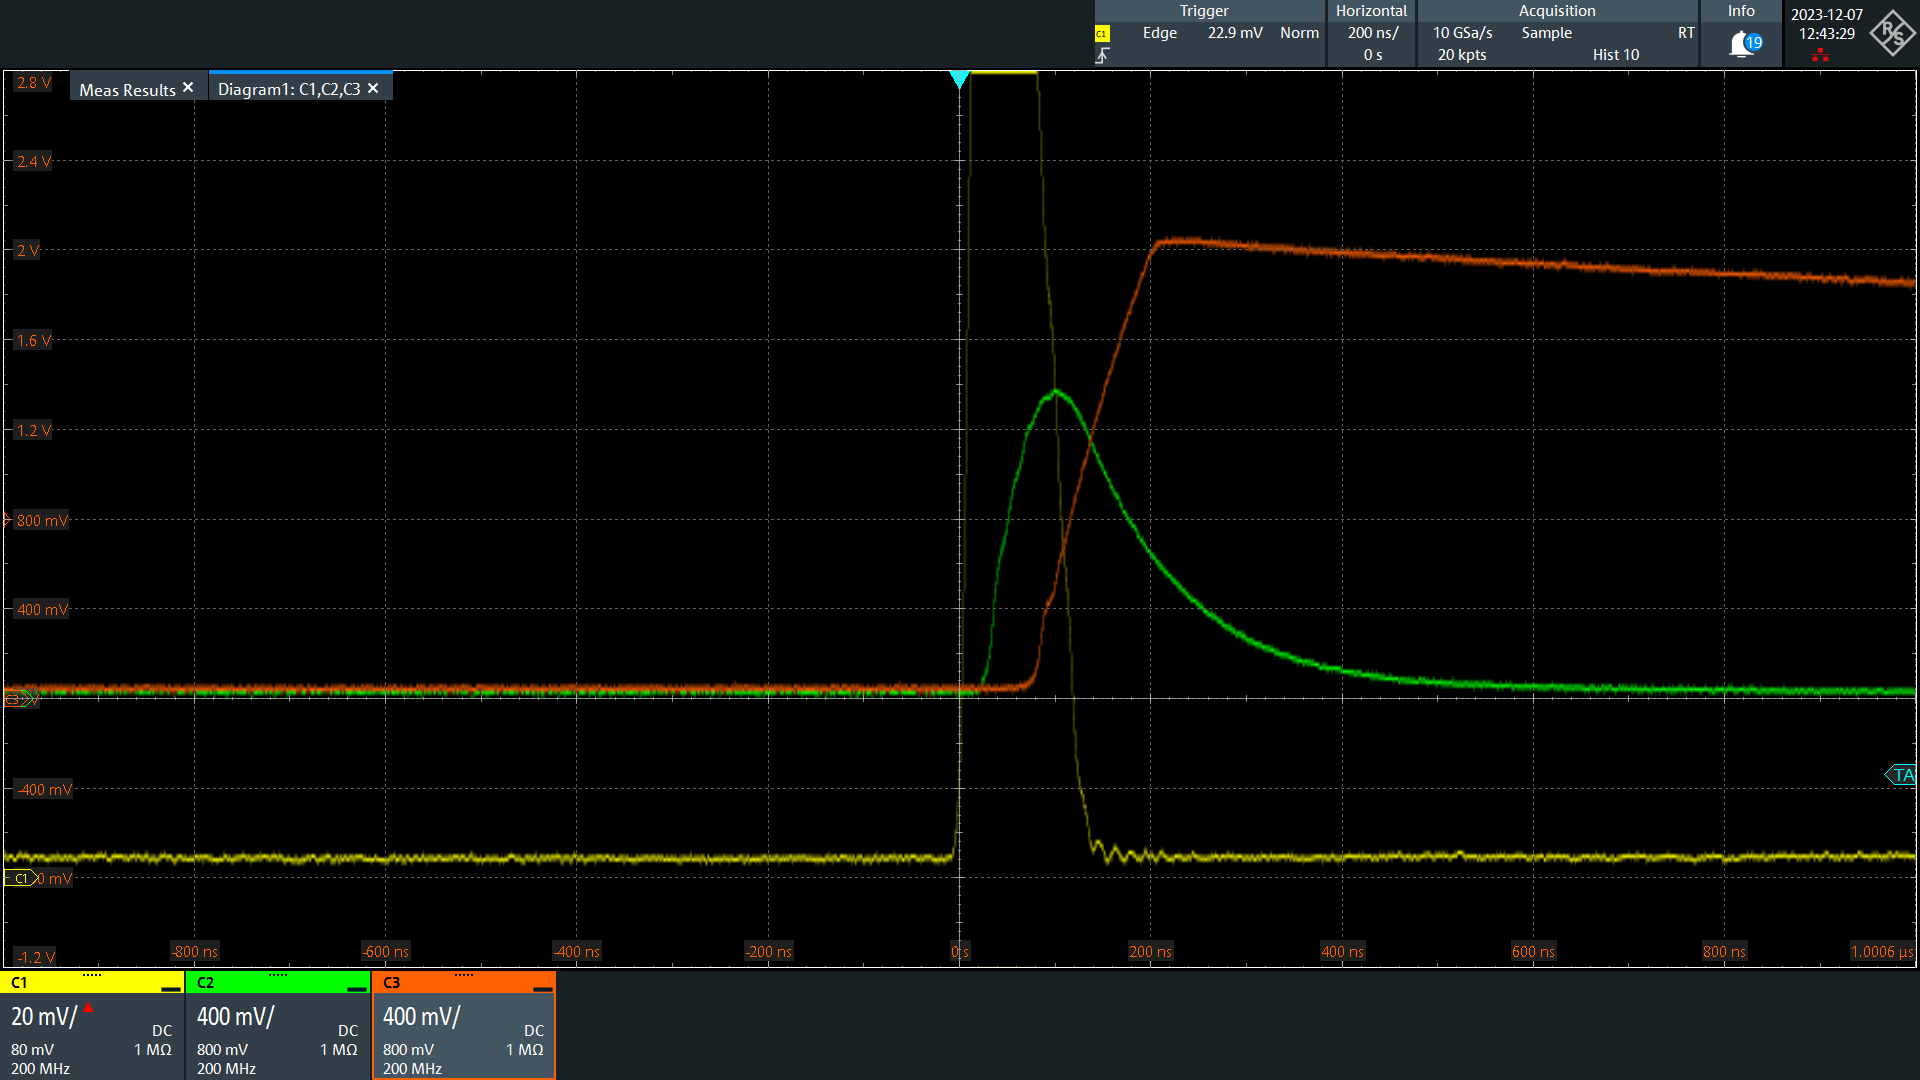 Trigger
Horizontal
Acquisition
Info
2023-12-07
C1
Edge
22.9 mV
Norm
200 ns/
10 GSa/s
Sample
RT
19
12:43:29
0 s
20 kpts
Hist 10
R S
2.8 V
Meas Results ×
Diagram1: C1,C2,C3 ×
2.4 V
2 V
1.6 V
1.2 V
800 mV
400 mV
C3
V
TA
-400 mV
C1
0 mV
-1.2 V
-800 ns
-600 ns
-400 ns
-200 ns
0 s
200 ns
400 ns
600 ns
800 ns
1.0006 µs
C1
C2
C3
20 mV/
400 mV/
400 mV/
DC
DC
DC
80 mV
1 MΩ
800 mV
1 MΩ
800 mV
1 MΩ
200 MHz
200 MHz
200 MHz